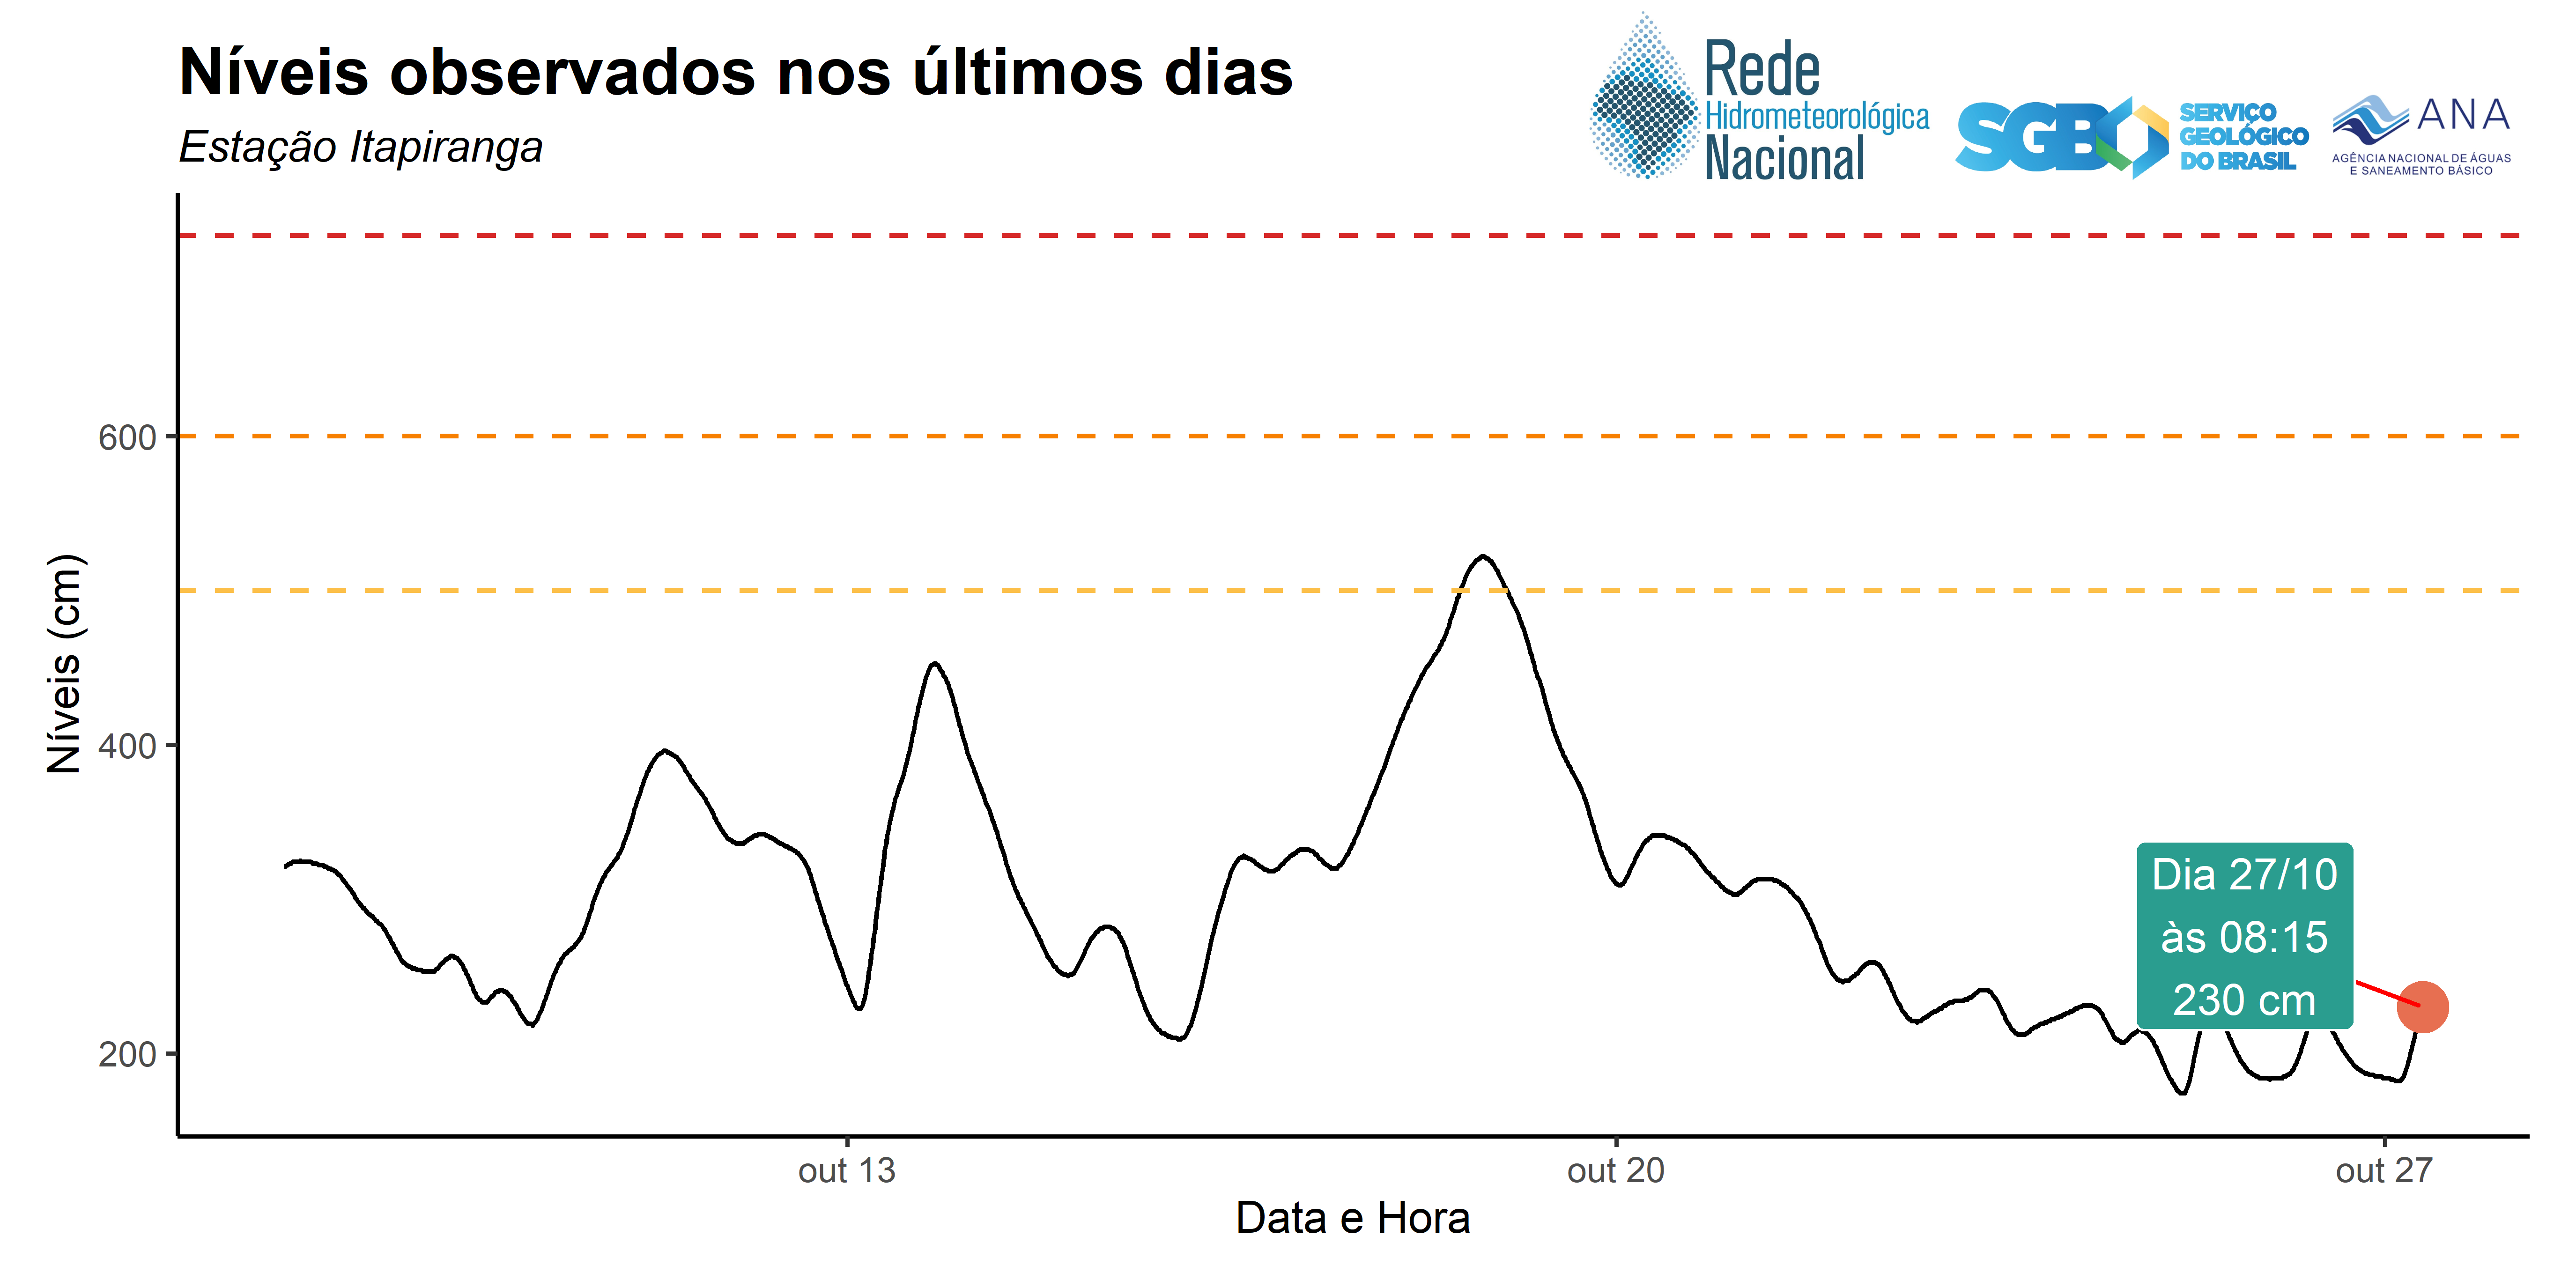 Níveis observados nos últimos dias
Estação Itapiranga
Rede
Hidrometeorológica
Nacional
SGB
SERVIÇO
GEOLÓGICO
DO BRASIL
ANA
AGÊNCIA NACIONAL DE ÁGUAS
E SANEAMENTO BÁSICO
Níveis (cm)
600
400
200
Dia 27/10
às 08:15
230 cm
out 13
out 20
out 27
Data e Hora